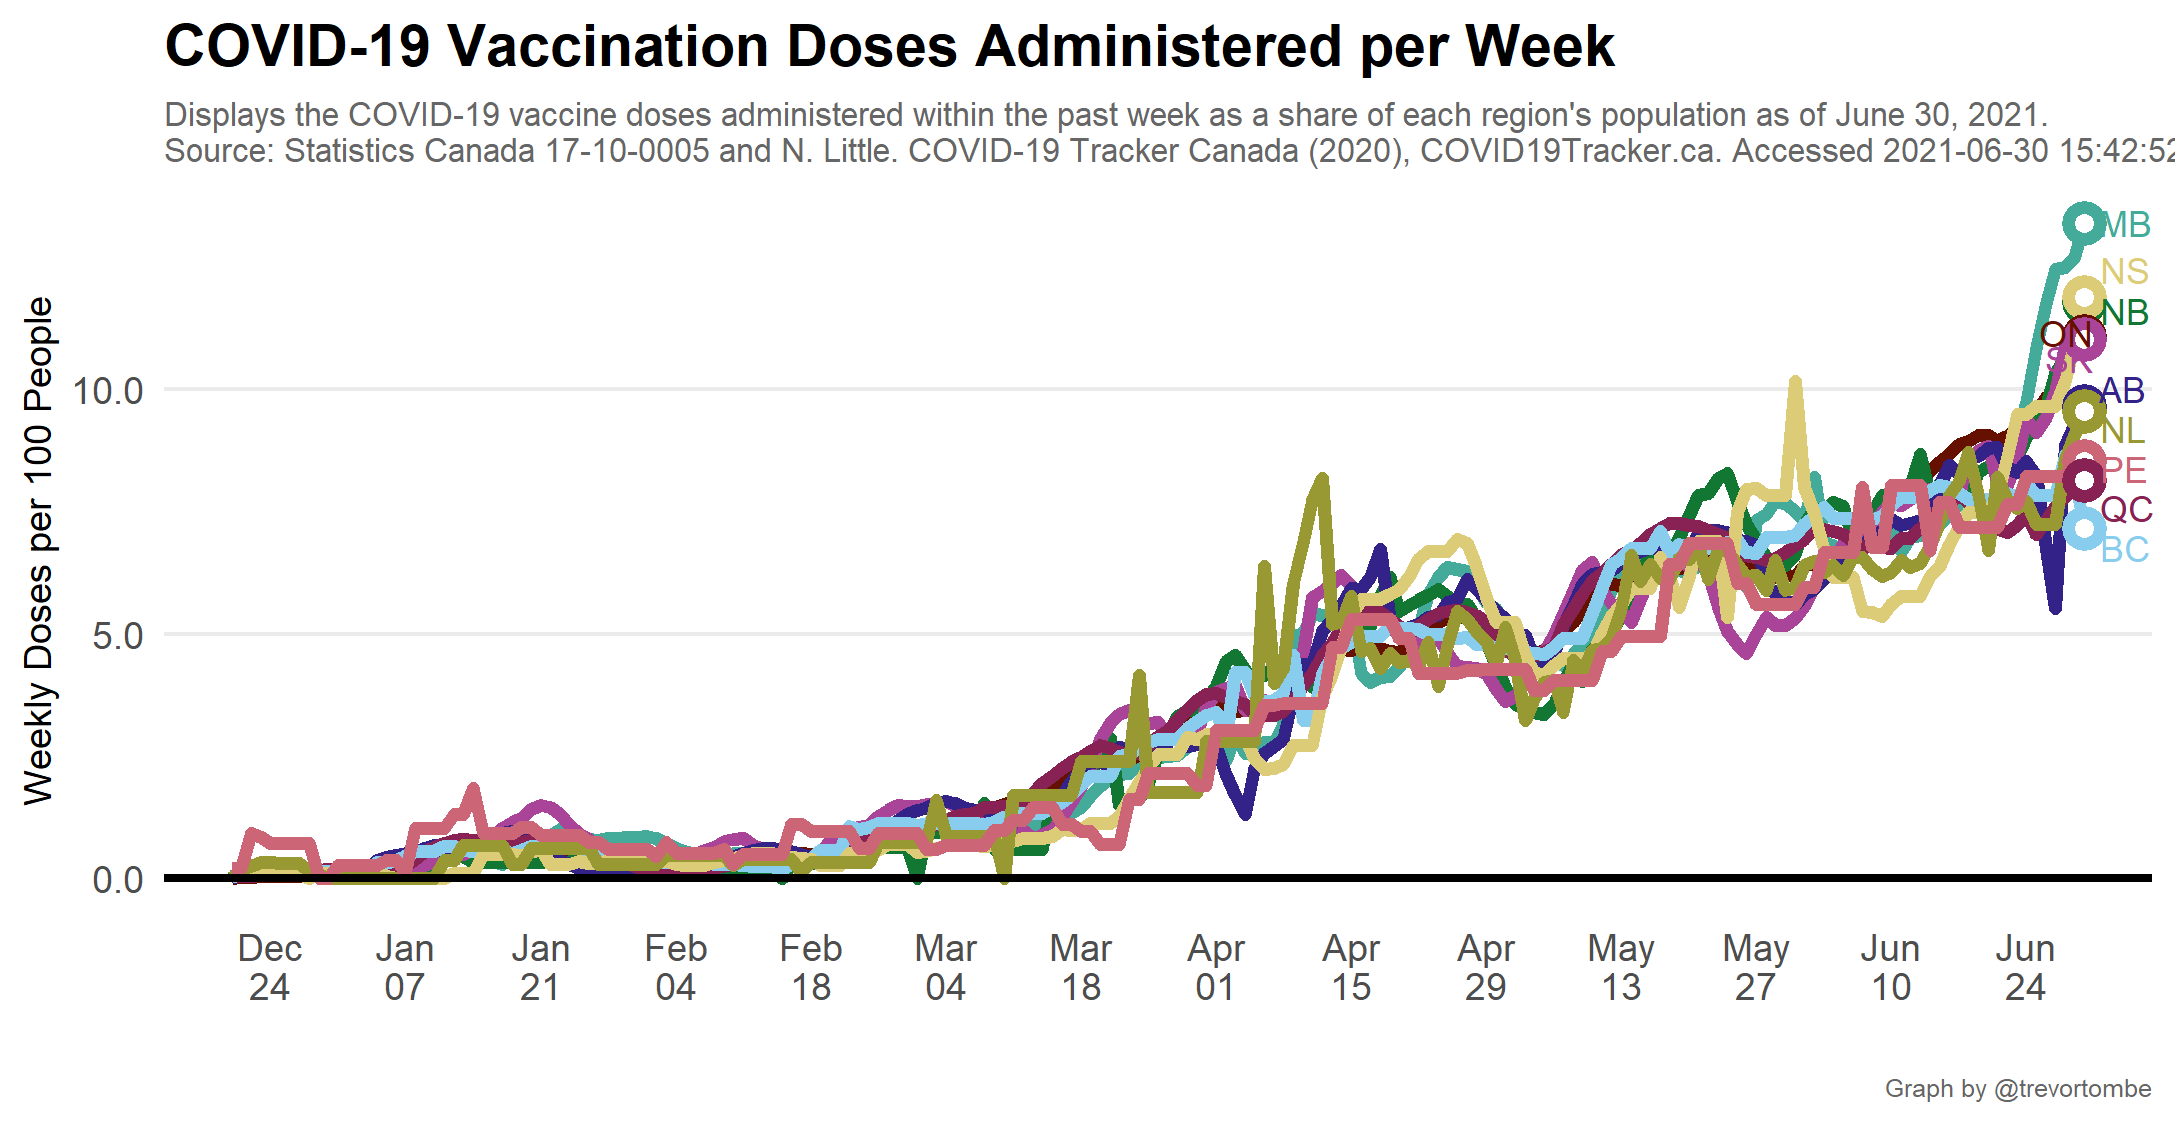 COVID-19 Vaccination Doses Administered per Week
Displays the COVID-19 vaccine doses administered within the past week as a share of each region's population as of June 30, 2021.
Source: Statistics Canada 17-10-0005 and N. Little. COVID-19 Tracker Canada (2020), COVID19Tracker.ca. Accessed 2021-06-30 15:42:52
Weekly Doses per 100 People
10.0
5.0
0.0
MB
NS
NB
ON
SK
AB
NL
PE
QC
BC
Dec 24
Jan 07
Jan 21
Feb 04
Feb 18
Mar 04
Mar 18
Apr 01
Apr 15
Apr 29
May 13
May 27
Jun 10
Jun 24
Graph by @trevortombe